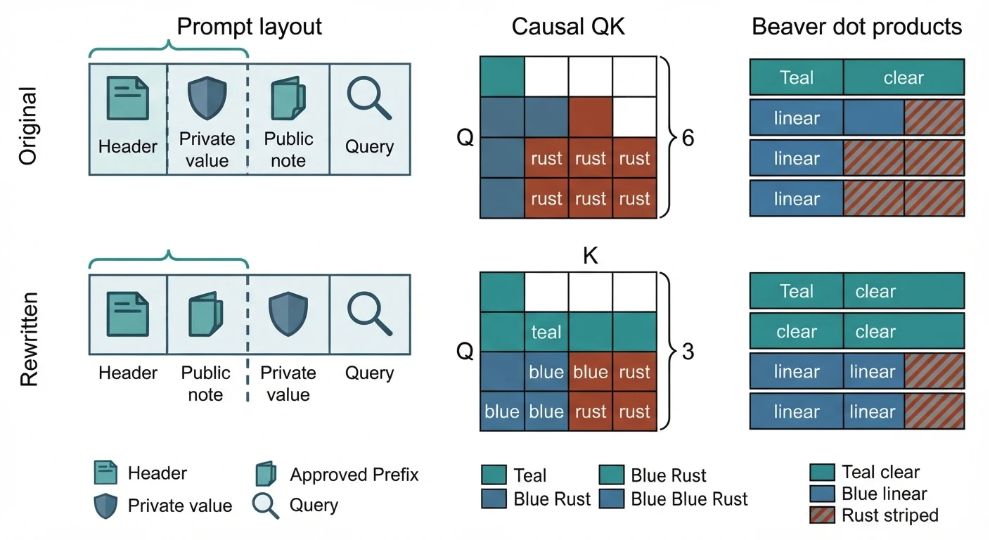 Prompt layout
Causal QK
Beaver dot products
Original
Header
Private
value
Public
note
Query
Q
rust rust rust
rust rust rust
6
Teal clear
linear
linear
linear
Rewritten
Header
Public
note
Private
value
Query
K
Q
teal
blue blue rust
blue blue rust rust
3
Teal clear
clear clear
linear linear
linear linear
Header
Approved Prefix
Private value
Query
Teal
Blue Rust
Blue Rust
Blue Blue Rust
Teal clear
Blue linear
Rust striped